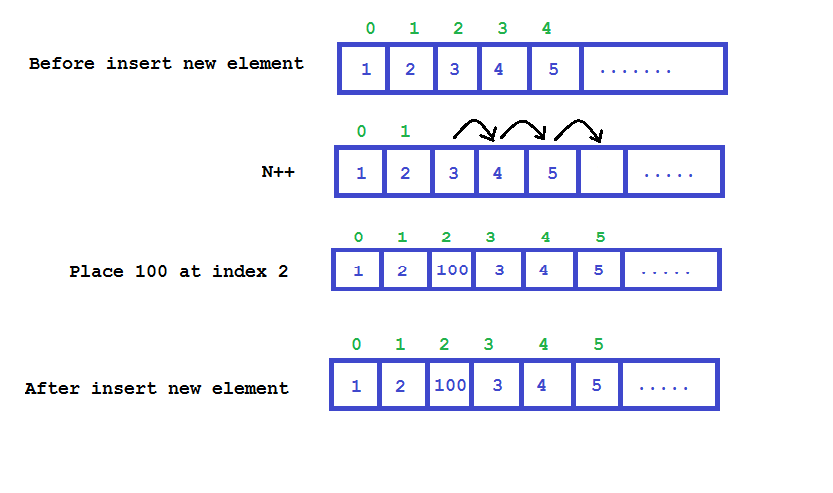 0 1 2 3 4
Before insert new element 1 2 3 4 5 .......
0 1
N++ 1 2 3 4 5 .....
0 1 2 3 4 5
Place 100 at index 2 1 2 100 3 4 5 .....
0 1 2 3 4 5
After insert new element 1 2 100 3 4 5 .....